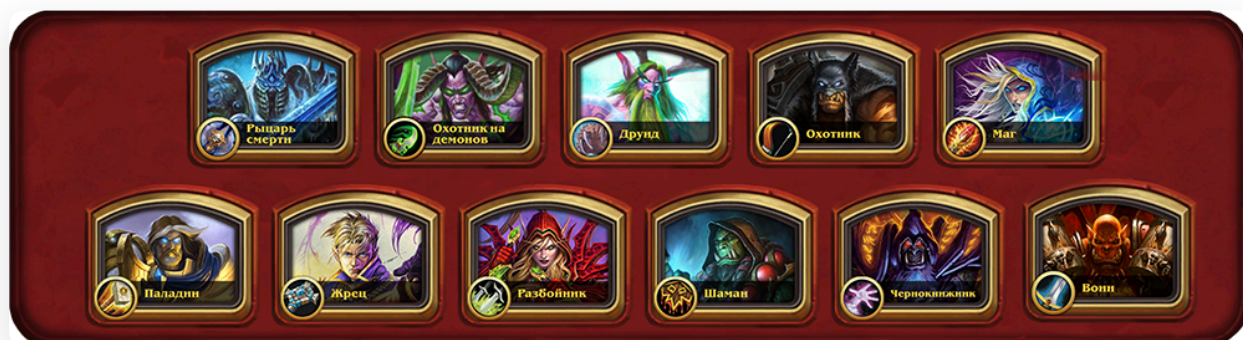 Рыцарь
смерти
Охотник на
демонов
Друид
Охотник
Маг
Паладин
Жрец
Разбойник
Шаман
Чернокнижник
Воин